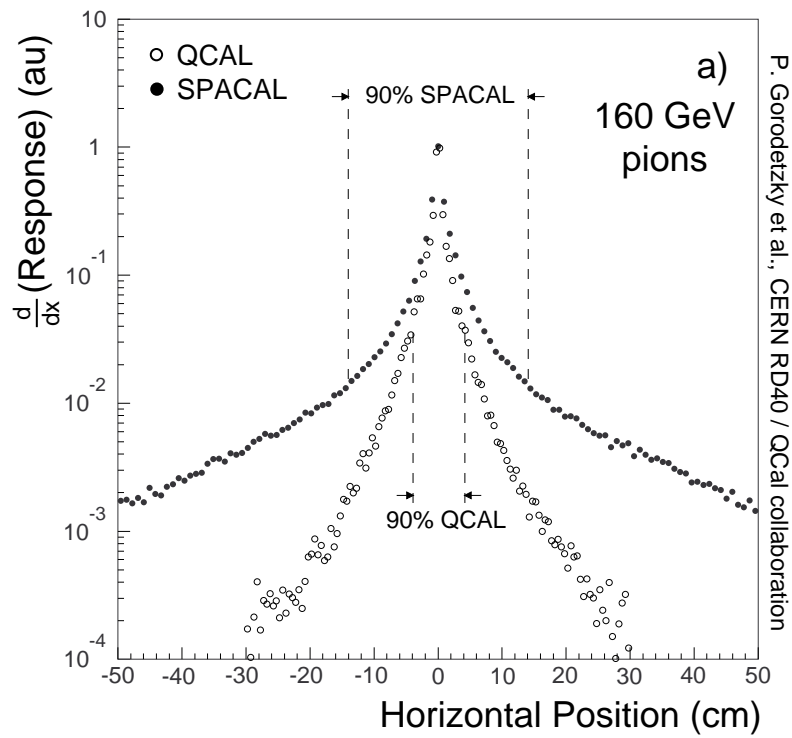 10
1
10-1
10-2
10-3
10-4
d/dx (Response) (au)
QCAL
SPACAL
90% SPACAL
a)
160 GeV
pions
90% QCAL
-50 -40 -30 -20 -10 0 10 20 30 40 50
Horizontal Position (cm)
P. Gorodetzky et al., CERN RD40 / QCal collaboration